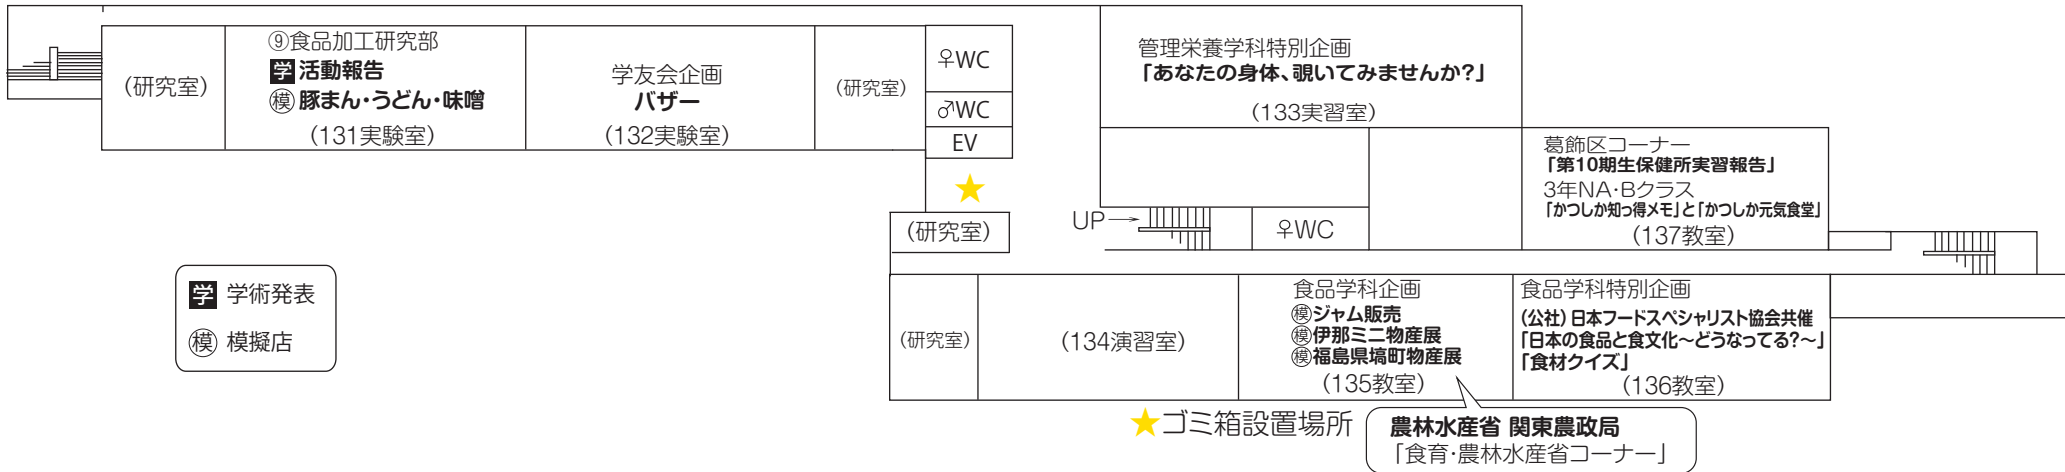 (研究室)
⑨食品加工研究部
学 活動報告
模 豚まん・うどん・味噌
(131実験室)
学友会企画
バザー
(132実験室)
(研究室)
♀WC
♂WC
EV
★
(研究室)
管理栄養学科特別企画
「あなたの身体、覗いてみませんか?」
(133実習室)
葛飾区コーナー
「第10期生保健所実習報告」
3年NA・Bクラス
「かつしか知っ得メモ」と「かつしか元気食堂」
(137教室)
UP→
♀WC
学 学術発表
模 模擬店
(研究室)
(134演習室)
食品学科企画
模ジャム販売
模伊那ミニ物産展
模福島県塙町物産展
(135教室)
食品学科特別企画
(公社)日本フードスペシャリスト協会共催
「日本の食品と食文化〜どうなってる?〜」
「食材クイズ」
(136教室)
★ゴミ箱設置場所
農林水産省 関東農政局
「食育・農林水産省コーナー」